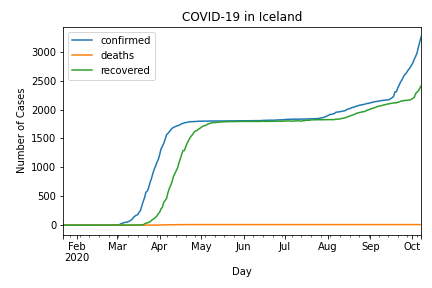 COVID-19 in Iceland
confirmed
deaths
recovered
Number of Cases
3000
2500
2000
1500
1000
500
0
Feb Mar Apr May Jun Jul Aug Sep Oct
2020
Day